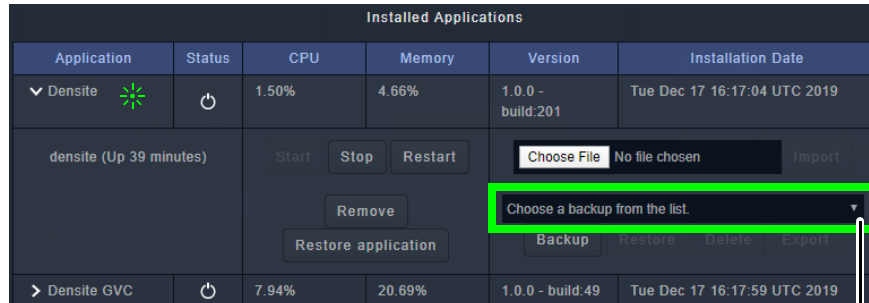 Installed Applications
Application Status CPU Memory Version Installation Date
Densite 1.50% 4.66% 1.0.0 - Tue Dec 17 16:17:04 UTC 2019
build:201
densite (Up 39 minutes) Start Stop Restart Choose File No file chosen Import
Remove Choose a backup from the list.
Restore application Backup Restore Delete Export
Densite GVC 7.94% 20.69% 1.0.0 - build:49 Tue Dec 17 16:17:59 UTC 2019